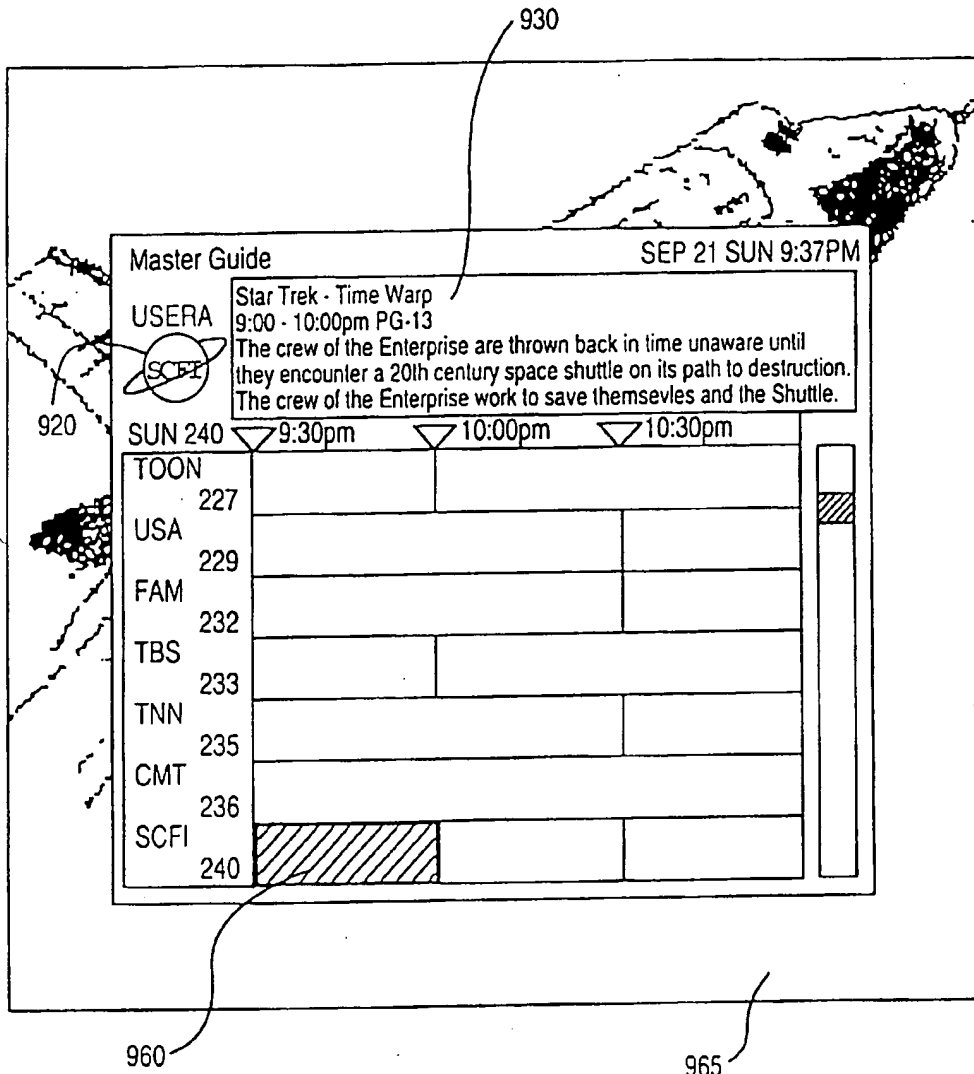 930
Master Guide SEP 21 SUN 9:37PM
USERA
SCFI
920
Star Trek - Time Warp
9:00 - 10:00pm PG-13
The crew of the Enterprise are thrown back in time unaware until
they encounter a 20th century space shuttle on its path to destruction.
The crew of the Enterprise work to save themsevles and the Shuttle.
SUN 240 9:30pm 10:00pm 10:30pm
TOON
227
USA
229
FAM
232
TBS
233
TNN
235
CMT
236
SCFI
240
960
965